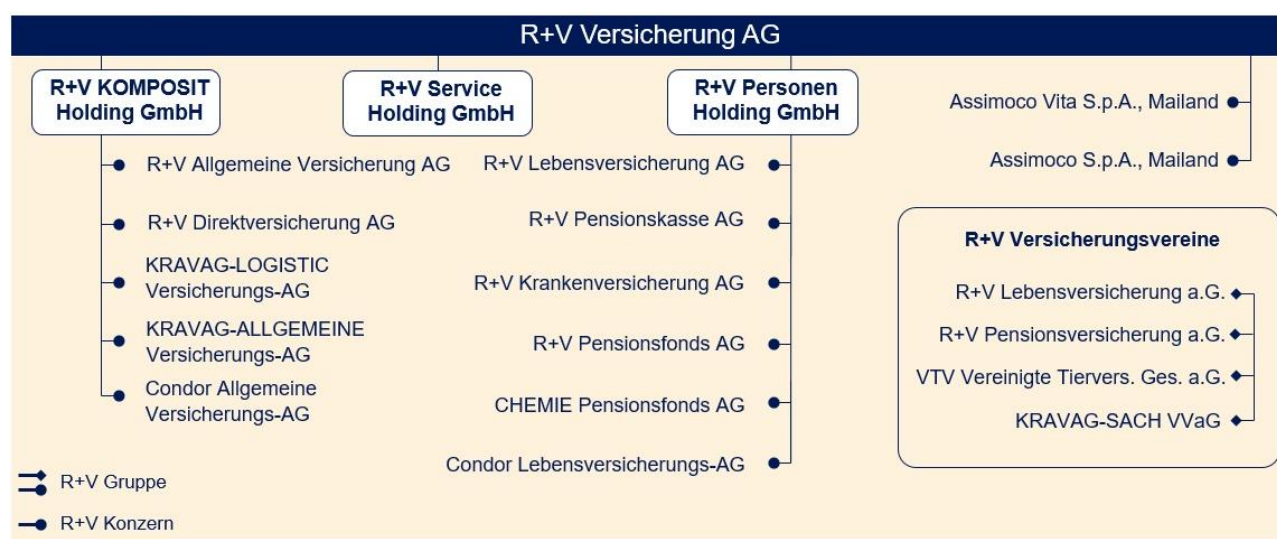 R+V Versicherung AG
R+V KOMPOSIT
Holding GmbH
R+V Allgemeine Versicherung AG
R+V Direktversicherung AG
KRAVAG-LOGISTIC
Versicherungs-AG
KRAVAG-ALLGEMEINE
Versicherungs-AG
Condor Allgemeine
Versicherungs-AG
R+V Service
Holding GmbH
R+V Personen
Holding GmbH
R+V Lebensversicherung AG
R+V Pensionskasse AG
R+V Krankenversicherung AG
R+V Pensionsfonds AG
CHEMIE Pensionsfonds AG
Condor Lebensversicherungs-AG
Assimoco Vita S.p.A., Mailand
Assimoco S.p.A., Mailand
R+V Versicherungsvereine
R+V Lebensversicherung a.G.
R+V Pensionsversicherung a.G.
VTV Vereinigte Tiervers. Ges. a.G.
KRAVAG-SACH VVaG
R+V Gruppe
R+V Konzern